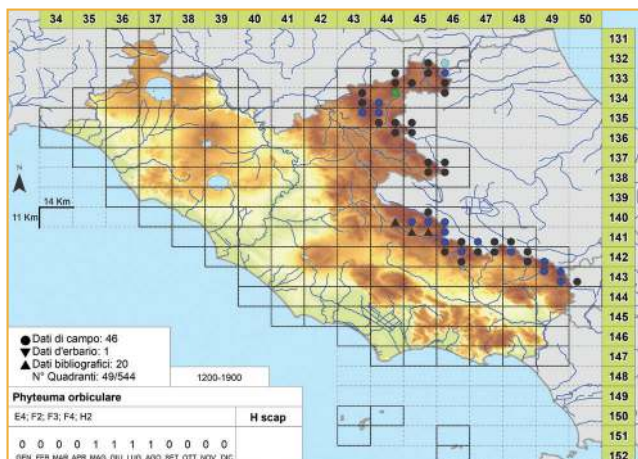 34 35 36 37 38 39 40 41 42 43 44 45 46 47 48 49 50
131
132
133
134
135
136
137
138
139
140
141
142
143
144
145
146
147
148
149
150
151
152
N
14 Km
11 Km
Dati di campo: 46
Dati d'erbario: 1
Dati bibliografici: 20
N° Quadranti: 49/544
1200-1900
Phyteuma orbiculare
E4; F2; F3; F4; H2
H scap
0 0 0 0 1 1 1 1 0 0 0 0
GEN FEB MAR APR MAG GIU LUG AGO SET OTT NOV DIC